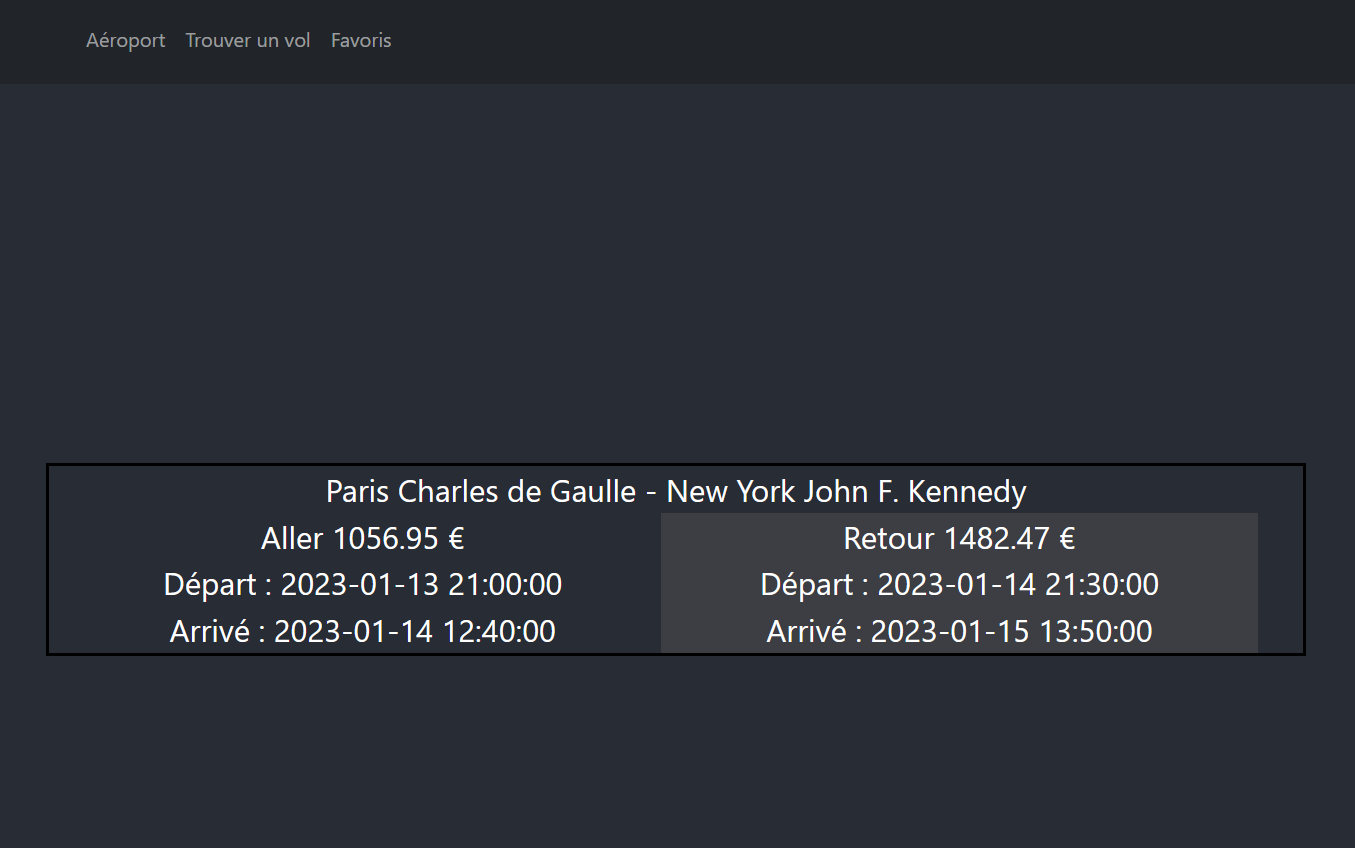 Aéroport Trouver un vol Favoris
Paris Charles de Gaulle - New York John F. Kennedy
Aller 1056.95 €
Départ : 2023-01-13 21:00:00
Arrivé : 2023-01-14 12:40:00
Retour 1482.47 €
Départ : 2023-01-14 21:30:00
Arrivé : 2023-01-15 13:50:00